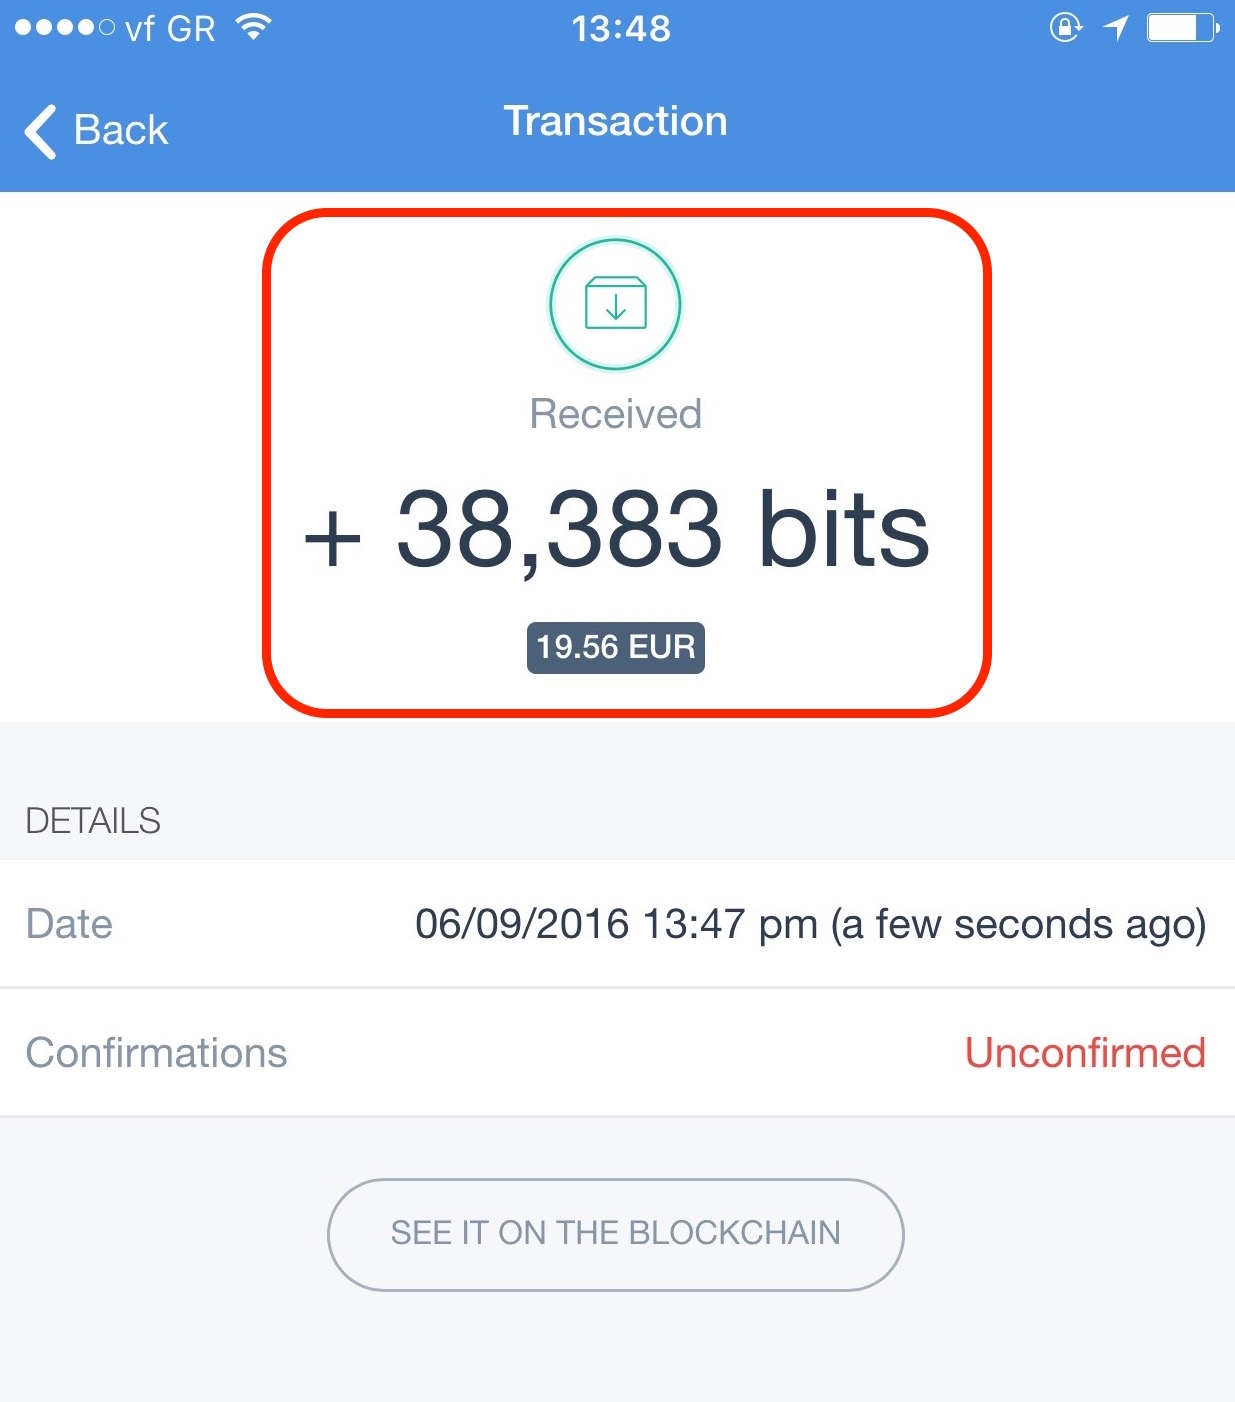 vf GR 13:48
Back Transaction
Received
+ 38,383 bits
19.56 EUR
DETAILS
Date 06/09/2016 13:47 pm (a few seconds ago)
Confirmations Unconfirmed
SEE IT ON THE BLOCKCHAIN